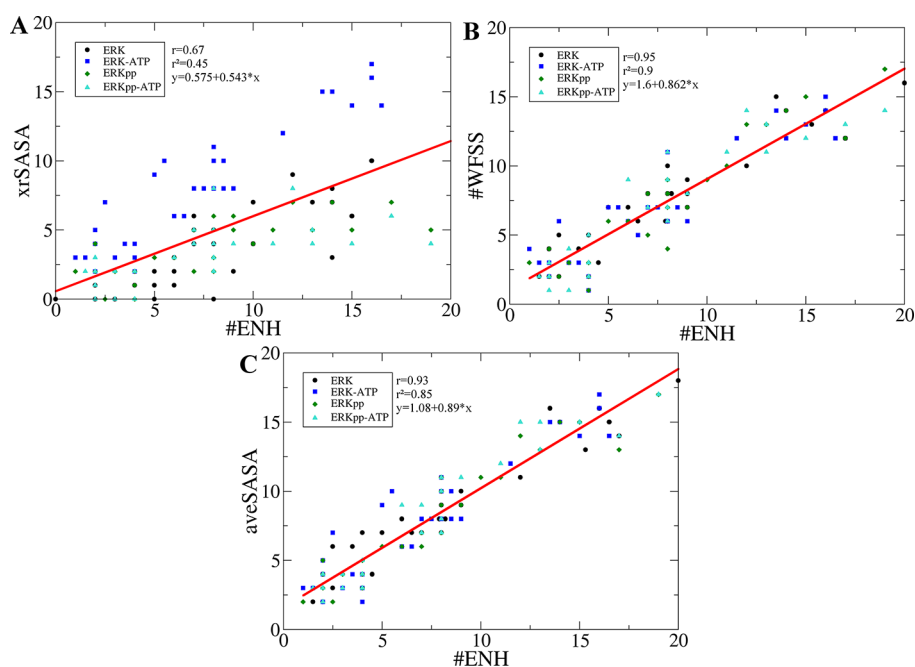 A
ERK
ERK-ATP
ERKpp
ERKpp-ATP
r=0.67
r²=0.45
y=0.575+0.543*x
xrSASA
20
15
10
5
0
0
5
10
15
20
#ENH
B
ERK
ERK-ATP
ERKpp
ERKpp-ATP
r=0.95
r²=0.9
y=1.6+0.862*x
#WFSS
20
15
10
5
0
0
5
10
15
20
#ENH
C
ERK
ERK-ATP
ERKpp
ERKpp-ATP
r=0.93
r²=0.85
y=1.08+0.89*x
aveSASA
20
15
10
5
0
0
5
10
15
20
#ENH